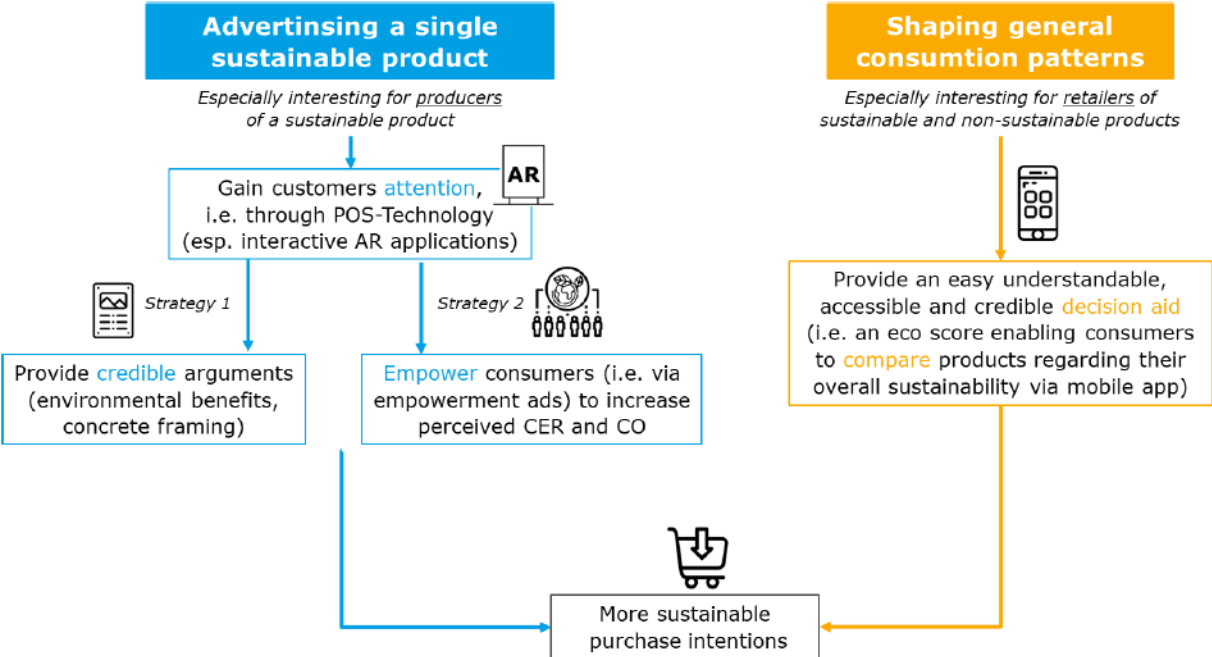 Advertinsing a single
sustainable product
Especially interesting for producers
of a sustainable product
AR
Gain customers attention,
i.e. through POS-Technology
(esp. interactive AR applications)
Strategy 1
Strategy 2
Provide credible arguments
(environmental benefits,
concrete framing)
Empower consumers (i.e. via
empowerment ads) to increase
perceived CER and CO
Shaping general
consumtion patterns
Especially interesting for retailers of
sustainable and non-sustainable products
Provide an easy understandable,
accessible and credible decision aid
(i.e. an eco score enabling consumers
to compare products regarding their
overall sustainability via mobile app)
More sustainable
purchase intentions